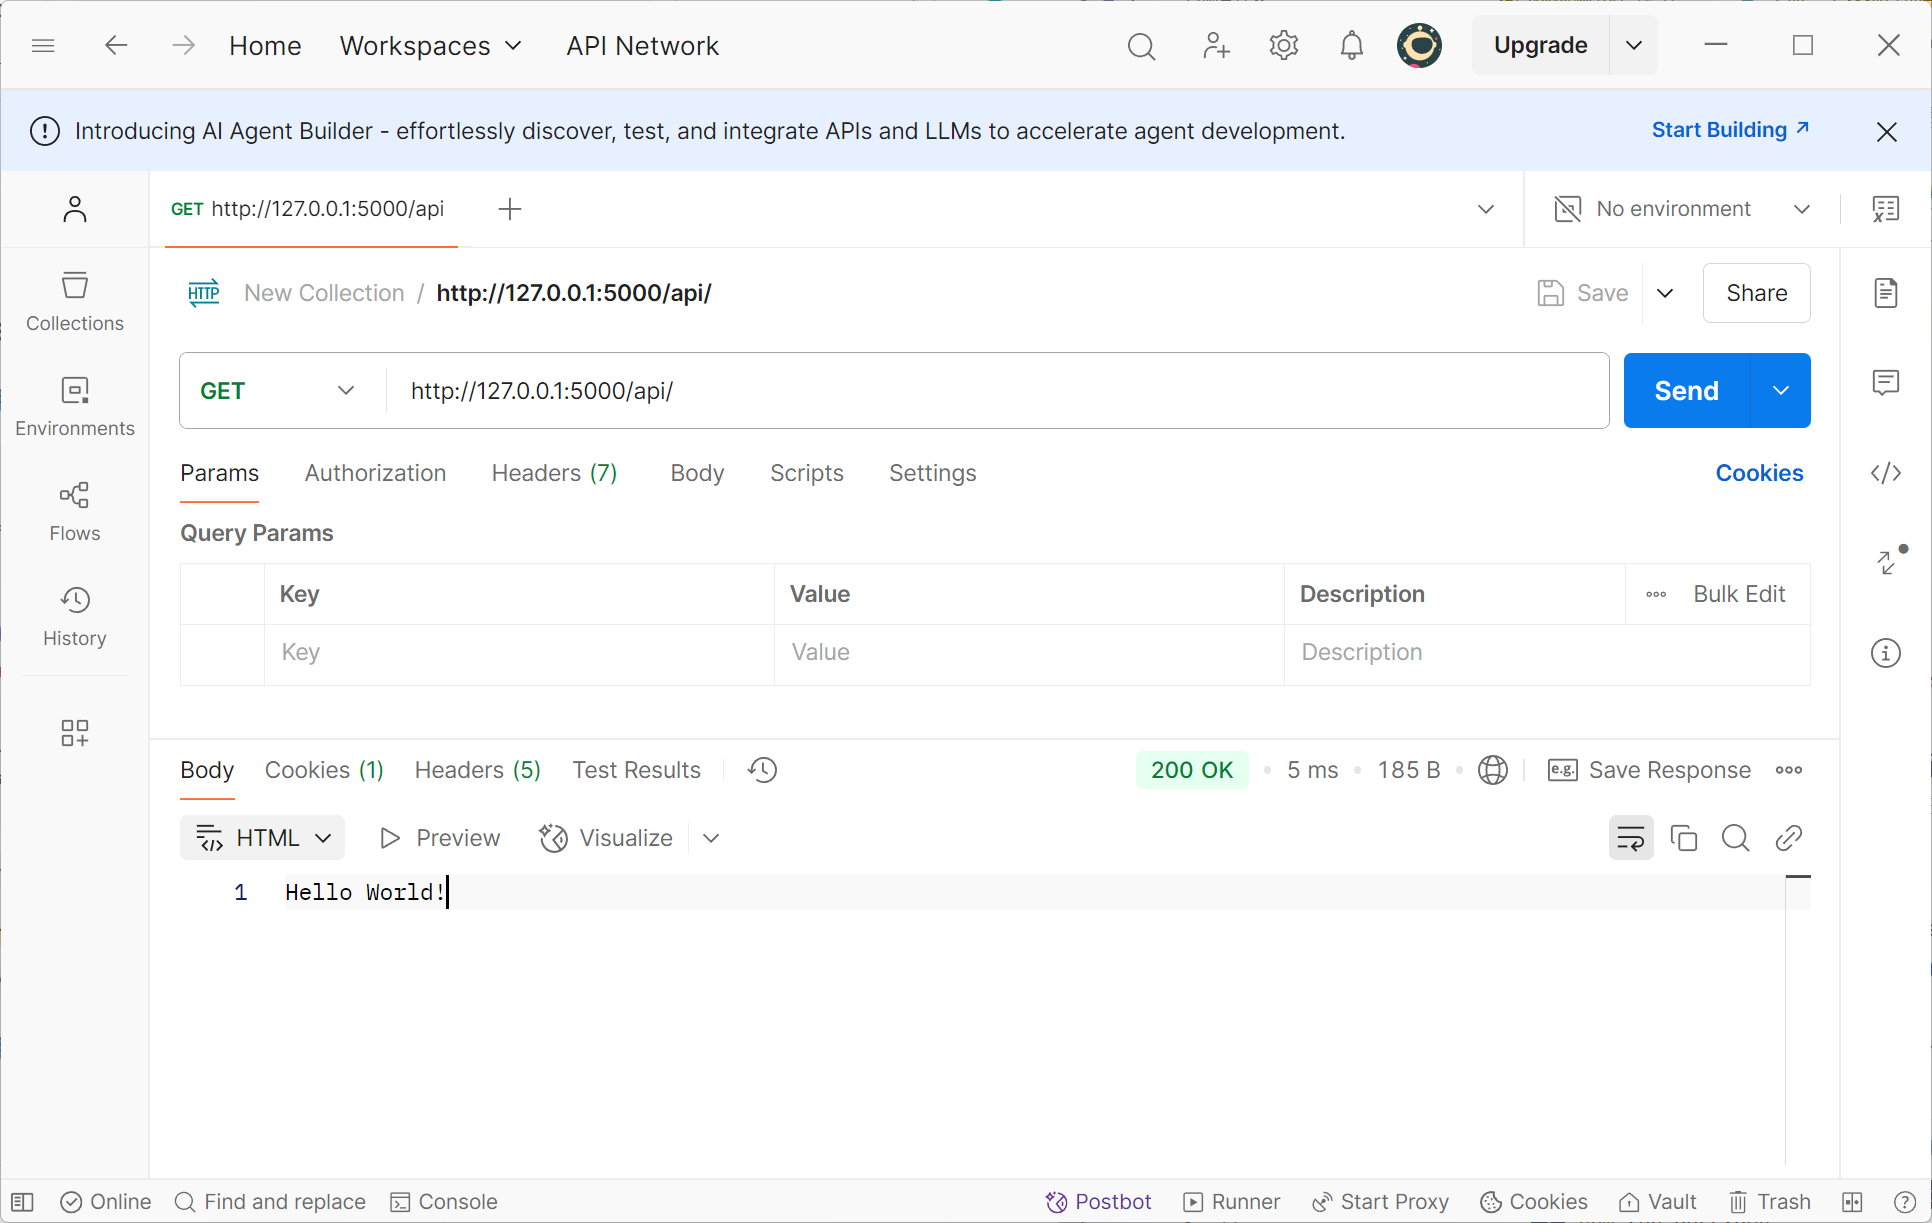 Home Workspaces API Network Upgrade
Introducing AI Agent Builder - effortlessly discover, test, and integrate APIs and LLMs to accelerate agent development. Start Building
GET http://127.0.0.1:5000/api No environment
Collections
Environments
Flows
History
HTTP New Collection / http://127.0.0.1:5000/api/ Save Share
GET http://127.0.0.1:5000/api/ Send
Params Authorization Headers (7) Body Scripts Settings Cookies
Query Params
Key Value Description Bulk Edit
Key Value Description
Body Cookies (1) Headers (5) Test Results 200 OK 5 ms 185 B e.g. Save Response
HTML Preview Visualize
1 Hello World!
Online Find and replace Console Postbot Runner Start Proxy Cookies Vault Trash